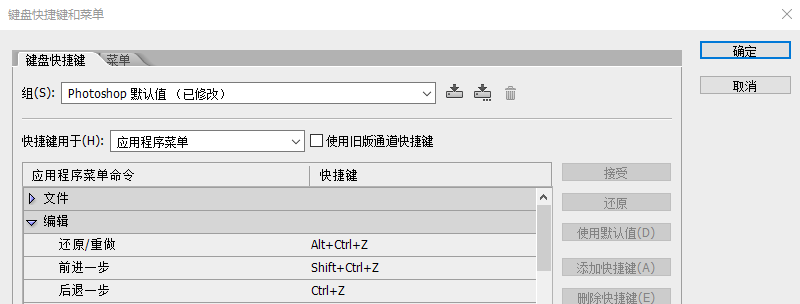 键盘快捷键和菜单
键盘快捷键 菜单
确定
组(S): Photoshop 默认值 （已修改）
取消
快捷键用于(H): 应用程序菜单 使用旧版通道快捷键
应用程序菜单命令 快捷键
接受
文件
还原
编辑
使用默认值(D)
还原/重做 Alt+Ctrl+Z
前进一步 Shift+Ctrl+Z
添加快捷键(A)
后退一步 Ctrl+Z
删除快捷键(E)